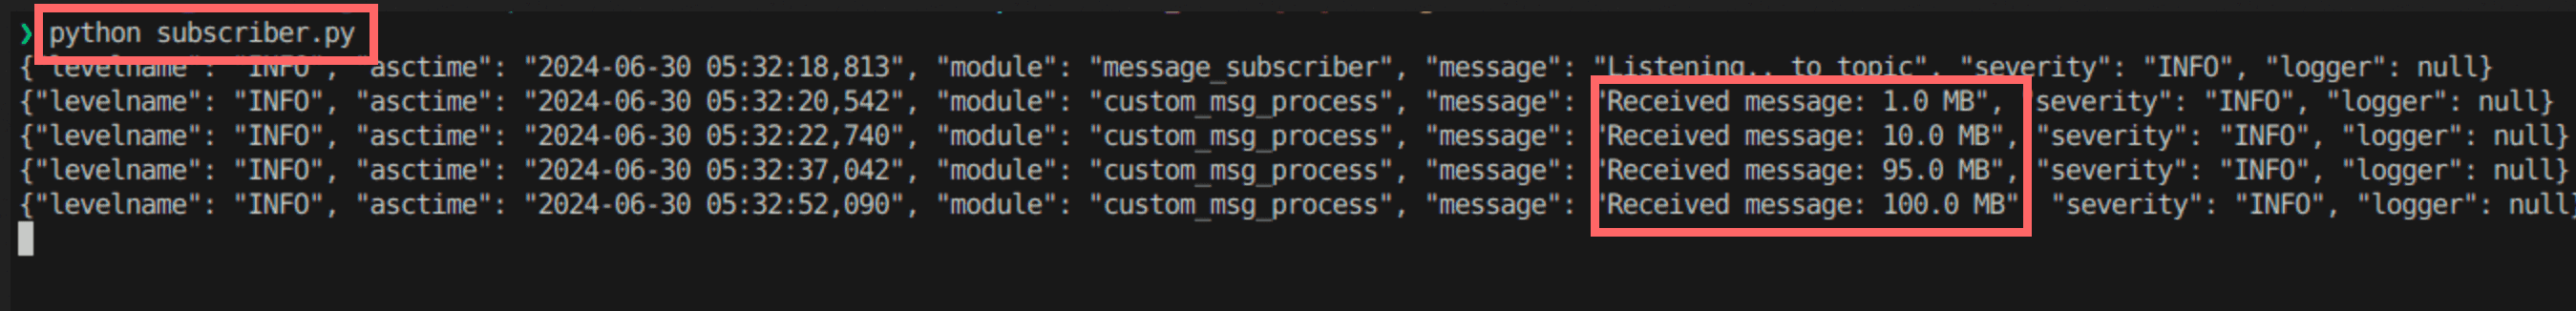 ❯ python subscriber.py
{"levelname": "INFO", "asctime": "2024-06-30 05:32:18,813", "module": "message_subscriber", "message": "Listening.. to topic", "severity": "INFO", "logger": null}
{"levelname": "INFO", "asctime": "2024-06-30 05:32:20,542", "module": "custom_msg_process", "message": "Received message: 1.0 MB", "severity": "INFO", "logger": null}
{"levelname": "INFO", "asctime": "2024-06-30 05:32:22,740", "module": "custom_msg_process", "message": "Received message: 10.0 MB", "severity": "INFO", "logger": null}
{"levelname": "INFO", "asctime": "2024-06-30 05:32:37,042", "module": "custom_msg_process", "message": "Received message: 95.0 MB", "severity": "INFO", "logger": null}
{"levelname": "INFO", "asctime": "2024-06-30 05:32:52,090", "module": "custom_msg_process", "message": "Received message: 100.0 MB" "severity": "INFO", "logger": null}